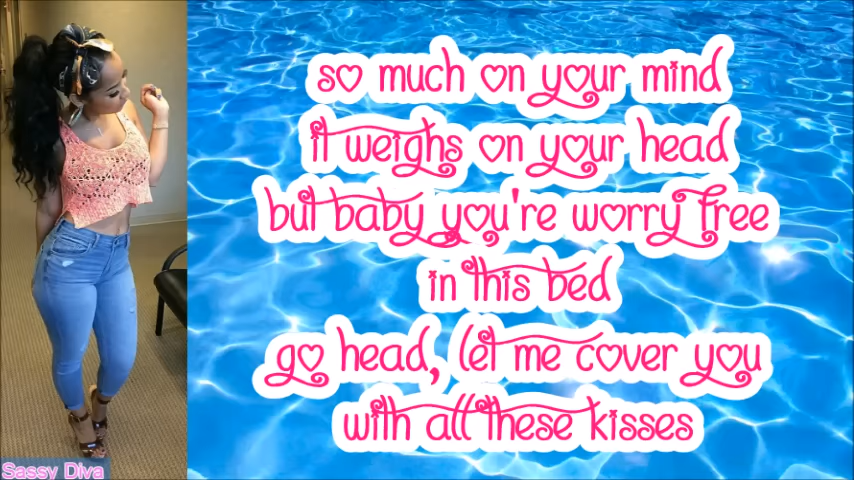 so much on your mind
it weighs on your head
but baby you're worry free
in this bed
go head, let me cover you
with all these kisses
Sassy Diva